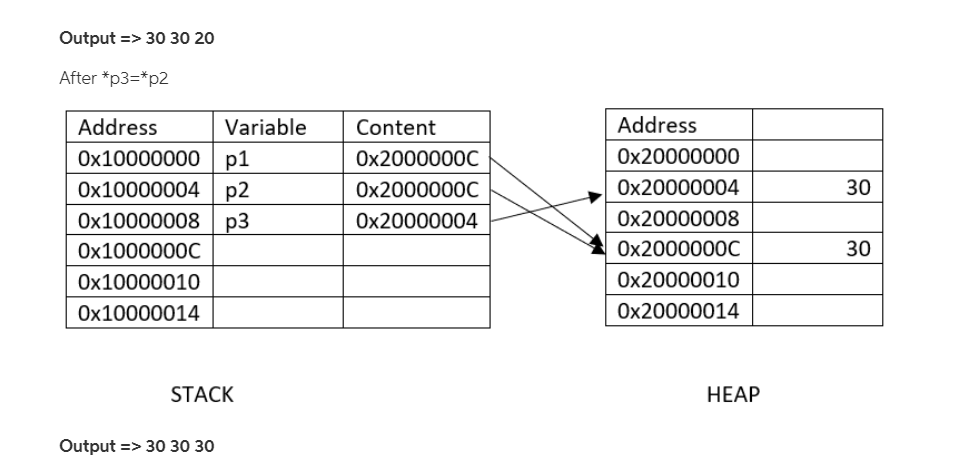 Output => 30 30 20
After *p3=*p2
Address Variable Content
0x10000000 p1 0x2000000C
0x10000004 p2 0x2000000C
0x10000008 p3 0x20000004
0x1000000C
0x10000010
0x10000014
Address
0x20000000
0x20000004 30
0x20000008
0x2000000C 30
0x20000010
0x20000014
STACK
HEAP
Output => 30 30 30